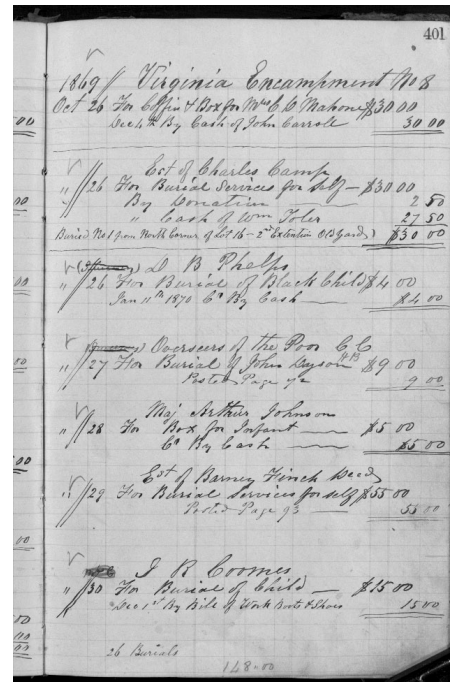 401
1869 // Virginia Encampment No 8
Oct 26 For Coffin & Box for Mrs C D Mahone $30 00
Dec 4th By Cash of John Carroll 30 00
Est of Charles Camp
" // 26 For Burial Services for self — $30 00
" By Donation — 2 50
" Cash of Wm Toler 27 50
Buried No 1 from North Corner of Lot 16 – 2nd Extention O B Yard) $30 00
D B Phelps
" // 26 For Burial of Black Child $4 00
Jan 11th 1870 Cr By Cash — $4 00
Overseers of the Poor C C
" // 27 For Burial of John Dyson $9 00
Posted Page 72 9 00
Maj Arthur Johnson
" // 28 For Box for Infant — $5 00
Cr By Cash — $5 00
Est of Barney Finch Decd
" // 29 For Burial Services for self $55 00
Posted Page 93 — 55 00
J R Coomes
" // 30 For Burial of Child — $15 00
Dec 1st By Bill of Work Boots & Shoes 15 00
26 Burials
148-00